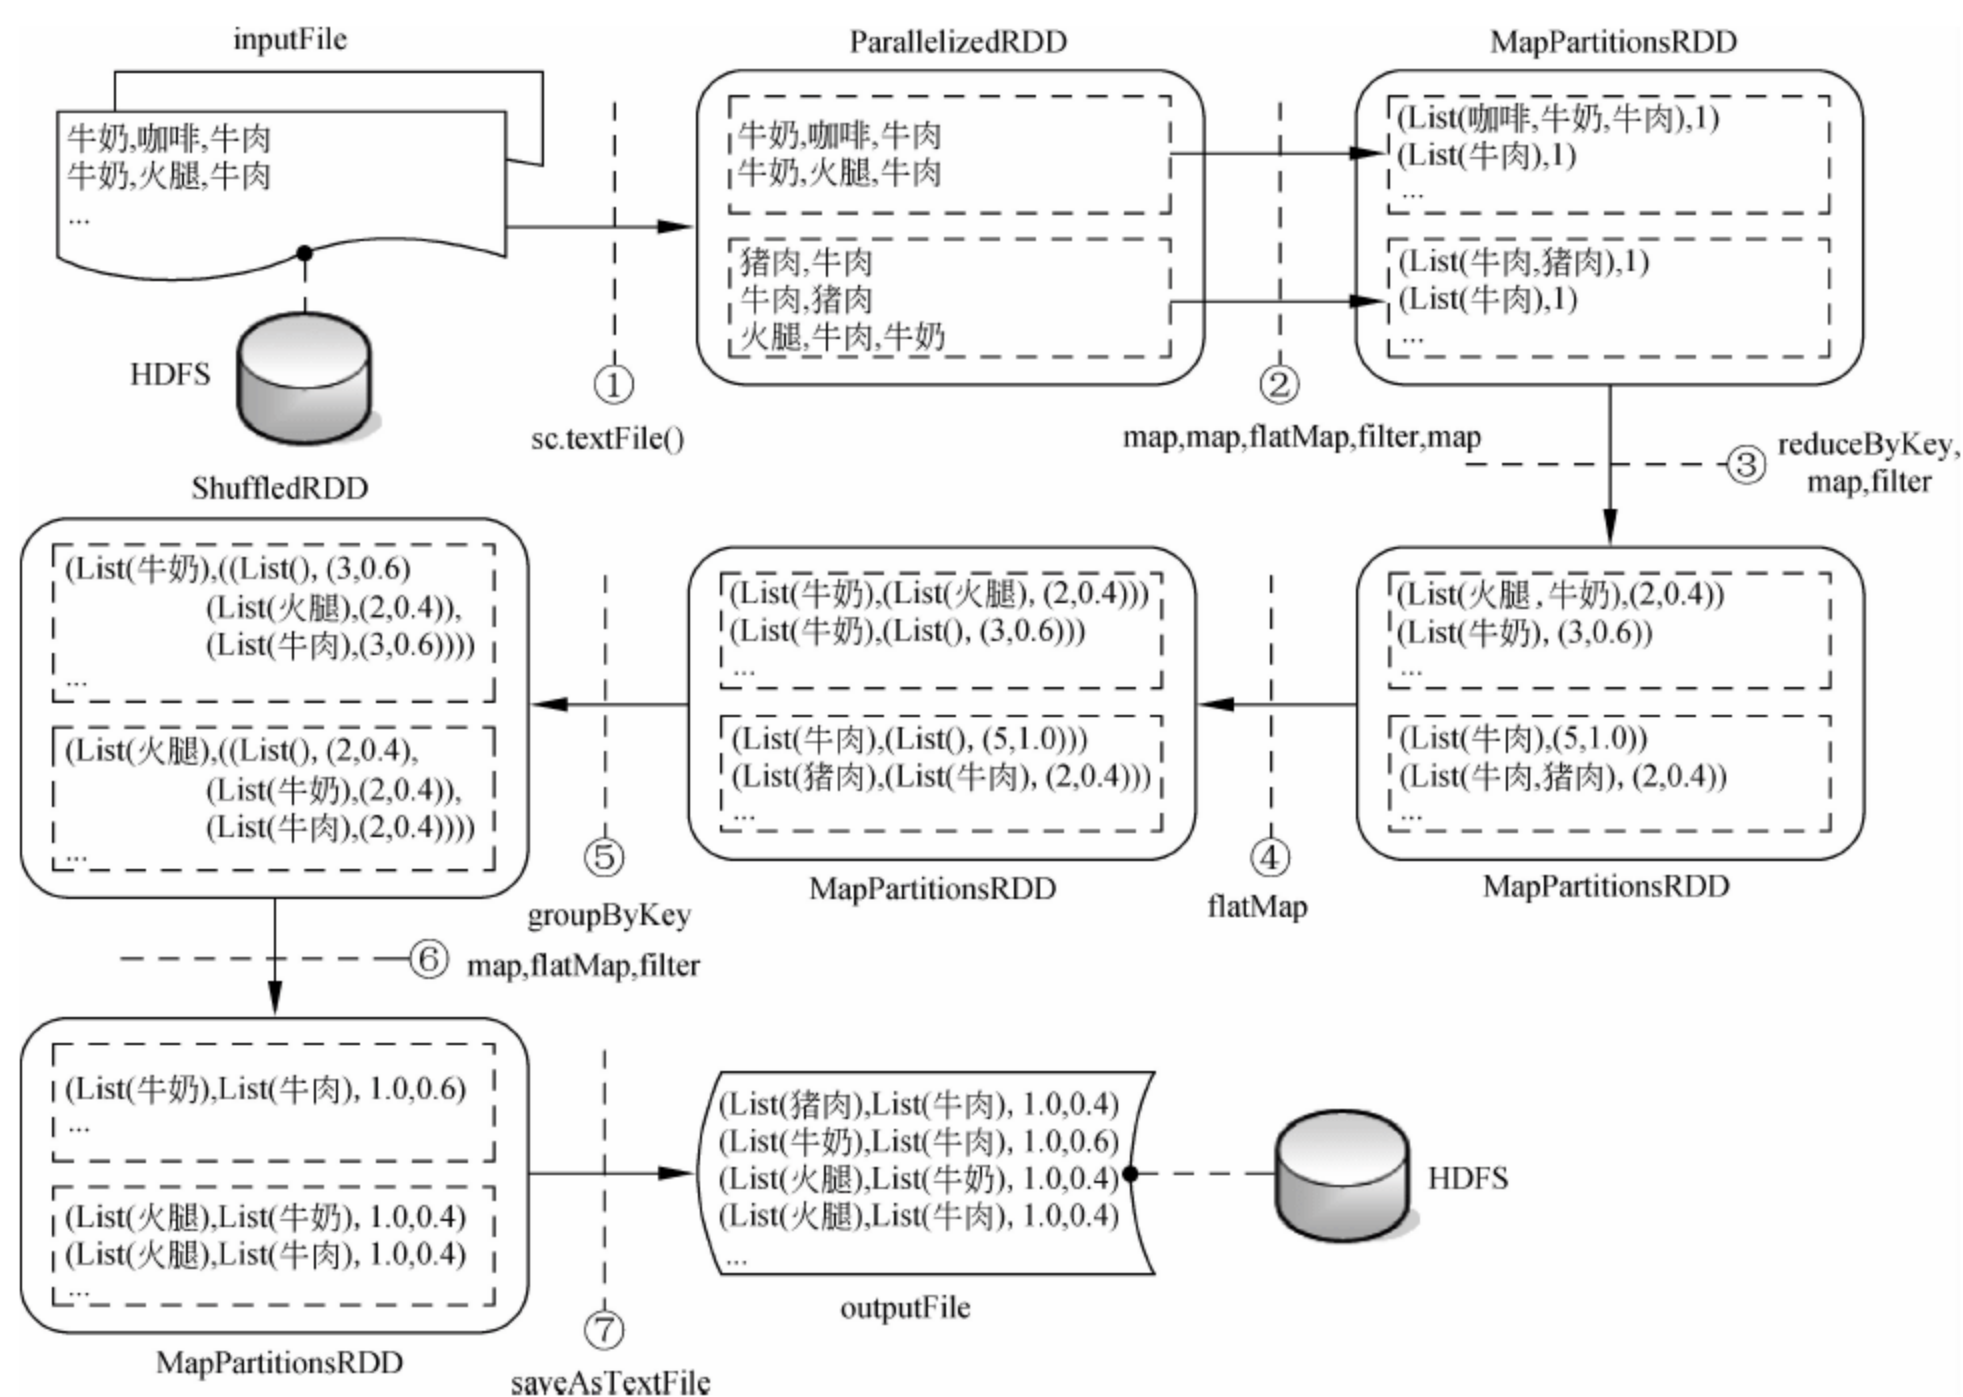 inputFile
牛奶,咖啡,牛肉
牛奶,火腿,牛肉
...
HDFS
①
sc.textFile()
ParallelizedRDD
牛奶,咖啡,牛肉
牛奶,火腿,牛肉
猪肉,牛肉
牛肉,猪肉
火腿,牛肉,牛奶
②
map,map,flatMap,filter,map
MapPartitionsRDD
(List(咖啡,牛奶,牛肉),1)
(List(牛肉),1)
...
(List(牛肉,猪肉),1)
(List(牛肉),1)
...
③
reduceByKey,
map,filter
(List(火腿,牛奶),(2,0.4))
(List(牛奶), (3,0.6))
...
(List(牛肉),(5,1.0))
(List(牛肉,猪肉), (2,0.4))
...
MapPartitionsRDD
④
flatMap
(List(牛奶),(List(火腿), (2,0.4)))
(List(牛奶),(List(), (3,0.6)))
...
(List(牛肉),(List(), (5,1.0)))
(List(猪肉),(List(牛肉), (2,0.4)))
...
MapPartitionsRDD
⑤
groupByKey
ShuffledRDD
(List(牛奶),((List(), (3,0.6)
(List(火腿),(2,0.4)),
(List(牛肉),(3,0.6))))
...
(List(火腿),((List(), (2,0.4),
(List(牛奶),(2,0.4)),
(List(牛肉),(2,0.4))))
...
⑥
map,flatMap,filter
(List(牛奶),List(牛肉), 1.0,0.6)
...
(List(火腿),List(牛奶), 1.0,0.4)
(List(火腿),List(牛肉), 1.0,0.4)
...
MapPartitionsRDD
⑦
saveAsTextFile
(List(猪肉),List(牛肉), 1.0,0.4)
(List(牛奶),List(牛肉), 1.0,0.6)
(List(火腿),List(牛奶), 1.0,0.4)
(List(火腿),List(牛肉), 1.0,0.4)
...
outputFile
HDFS